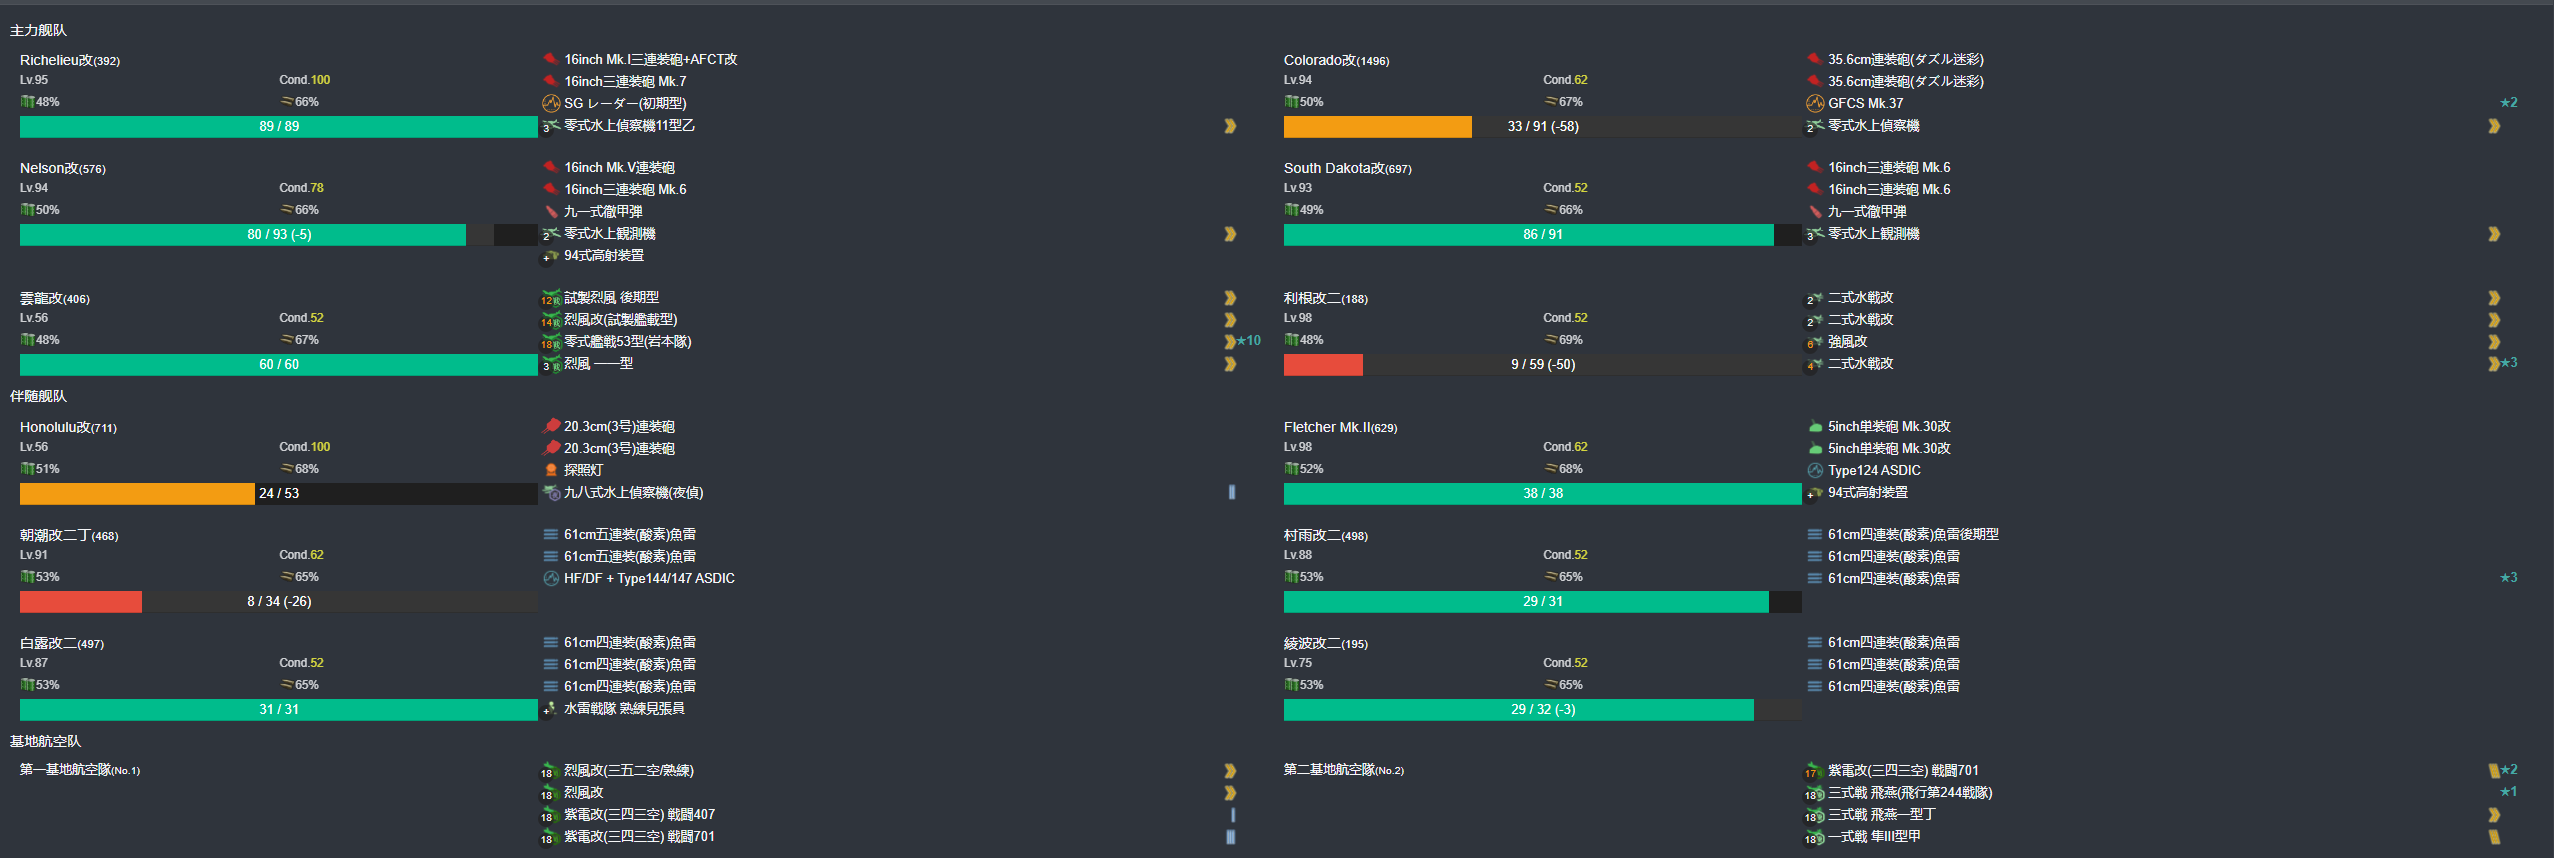 主力舰队
Richelieu改(392)
Lv.95
Cond.100
48%
66%
89 / 89
16inch Mk.I三連装砲+AFCT改
16inch三連装砲 Mk.7
SG レーダー(初期型)
3
零式水上偵察機11型乙
Colorado改(1496)
Lv.94
Cond.62
50%
67%
33 / 91 (-58)
35.6cm連装砲(ダズル迷彩)
35.6cm連装砲(ダズル迷彩)
GFCS Mk.37
★2
2
零式水上偵察機
Nelson改(576)
Lv.94
Cond.78
50%
66%
80 / 93 (-5)
16inch Mk.V連装砲
16inch三連装砲 Mk.6
九一式徹甲弾
2
零式水上観測機
+
94式高射装置
South Dakota改(697)
Lv.93
Cond.52
49%
66%
86 / 91
16inch三連装砲 Mk.6
16inch三連装砲 Mk.6
九一式徹甲弾
3
零式水上観測機
雲龍改(406)
Lv.56
Cond.52
48%
67%
60 / 60
12
試製烈風 後期型
14
烈風改(試製艦載型)
18
零式艦戦53型(岩本隊)
★10
3
烈風 一一型
利根改二(188)
Lv.98
Cond.52
48%
69%
9 / 59 (-50)
2
二式水戦改
2
二式水戦改
6
強風改
4
二式水戦改
★3
伴随舰队
Honolulu改(711)
Lv.56
Cond.100
51%
68%
24 / 53
20.3cm(3号)連装砲
20.3cm(3号)連装砲
探照灯
九八式水上偵察機(夜偵)
Fletcher Mk.II(629)
Lv.98
Cond.62
52%
68%
38 / 38
5inch単装砲 Mk.30改
5inch単装砲 Mk.30改
Type124 ASDIC
+
94式高射装置
朝潮改二丁(468)
Lv.91
Cond.62
53%
65%
8 / 34 (-26)
61cm五連装(酸素)魚雷
61cm五連装(酸素)魚雷
HF/DF + Type144/147 ASDIC
村雨改二(498)
Lv.88
Cond.52
53%
65%
29 / 31
61cm四連装(酸素)魚雷後期型
61cm四連装(酸素)魚雷
61cm四連装(酸素)魚雷
★3
白露改二(497)
Lv.87
Cond.52
53%
65%
31 / 31
61cm四連装(酸素)魚雷
61cm四連装(酸素)魚雷
61cm四連装(酸素)魚雷
+
水雷戦隊 熟練見張員
綾波改二(195)
Lv.75
Cond.52
53%
65%
29 / 32 (-3)
61cm四連装(酸素)魚雷
61cm四連装(酸素)魚雷
61cm四連装(酸素)魚雷
基地航空队
第一基地航空隊(No.1)
18
烈風改(三五二空/熟練)
18
烈風改
18
紫電改(三四三空) 戦闘407
18
紫電改(三四三空) 戦闘701
第二基地航空隊(No.2)
17
紫電改(三四三空) 戦闘701
★2
18
三式戦 飛燕(飛行第244戦隊)
★1
18
三式戦 飛燕一型丁
18
一式戦 隼III型甲